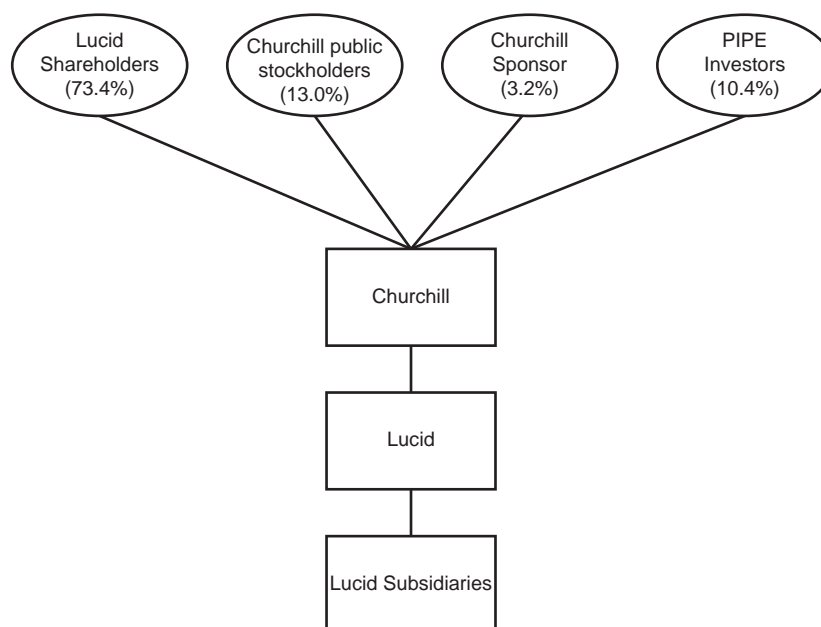 Lucid
Shareholders
(73.4%)
Churchill public
stockholders
(13.0%)
Churchill
Sponsor
(3.2%)
PIPE
Investors
(10.4%)
Churchill
Lucid
Lucid Subsidiaries